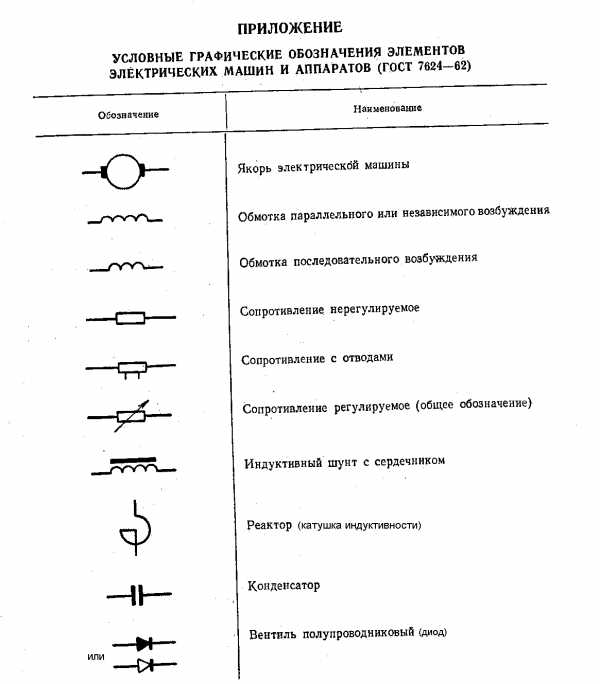 ПРИЛОЖЕНИЕ
УСЛОВНЫЕ ГРАФИЧЕСКИЕ ОБОЗНАЧЕНИЯ ЭЛЕМЕНТОВ
ЭЛЕКТРИЧЕСКИХ МАШИН И АППАРАТОВ (ГОСТ 7624—62)
Обозначение
Наименование
Якорь электрической машины
Обмотка параллельного или независимого возбуждения
Обмотка последовательного возбуждения
Сопротивление нерегулируемое
Сопротивление с отводами
Сопротивление регулируемое (общее обозначение)
Индуктивный шунт с сердечником
Реактор (катушка индуктивности)
Конденсатор
Вентиль полупроводниковый (диод)
или